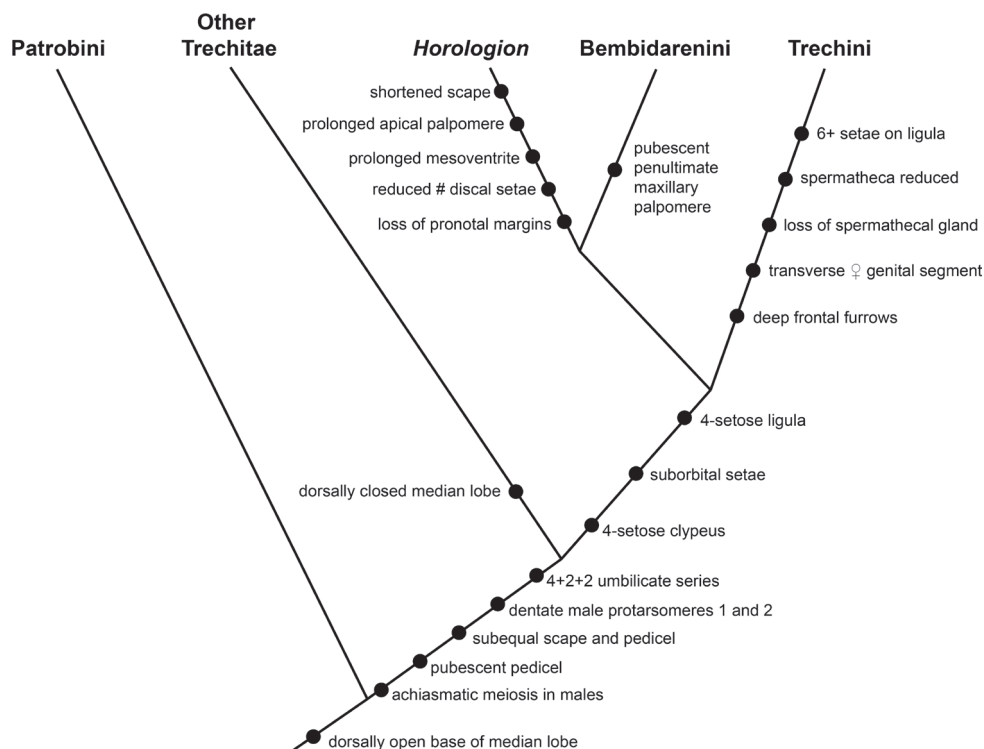 Patrobini
Other
Trechitae
Horologion
Bembidarenini
Trechini
shortened scape
prolonged apical palpomere
prolonged mesoventrite
reduced # discal setae
loss of pronotal margins
pubescent
penultimate
maxillary
palpomere
6+ setae on ligula
spermatheca reduced
loss of spermathecal gland
transverse ♀ genital segment
deep frontal furrows
4-setose ligula
suborbital setae
dorsally closed median lobe
4-setose clypeus
4+2+2 umbilicate series
dentate male protarsomeres 1 and 2
subequal scape and pedicel
pubescent pedicel
achiasmatic meiosis in males
dorsally open base of median lobe